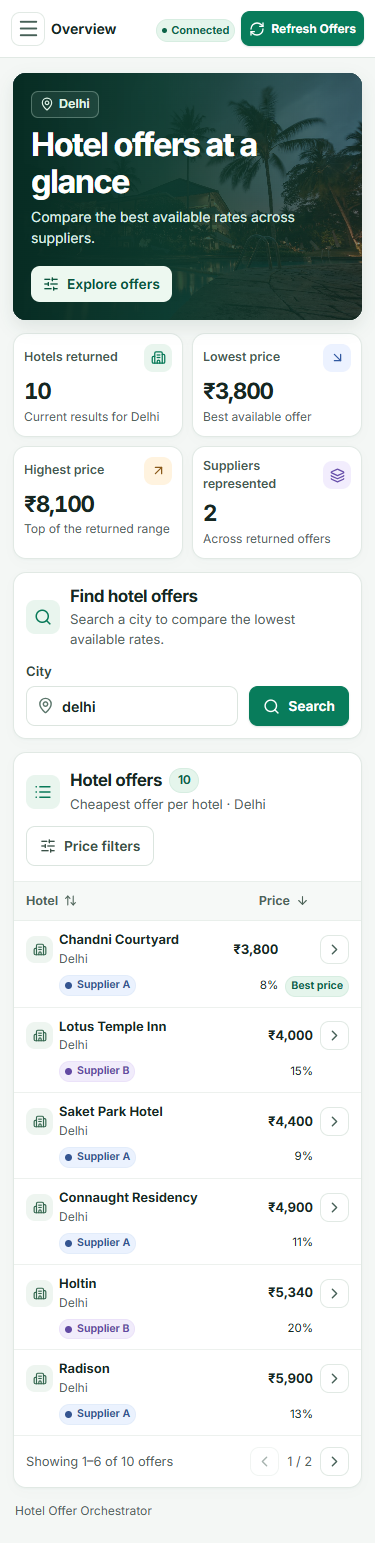 Overview
Connected
Refresh Offers
Delhi
Hotel offers at a
glance
Compare the best available rates across
suppliers.
Explore offers
Hotels returned
10
Current results for Delhi
Lowest price
₹3,800
Best available offer
Highest price
₹8,100
Top of the returned range
Suppliers
represented
2
Across returned offers
Find hotel offers
Search a city to compare the lowest
available rates.
City
delhi
Search
Hotel offers 10
Cheapest offer per hotel · Delhi
Price filters
Hotel Price
Chandni Courtyard ₹3,800
Delhi
Supplier A 8% Best price
Lotus Temple Inn ₹4,000
Delhi
Supplier B 15%
Saket Park Hotel ₹4,400
Delhi
Supplier A 9%
Connaught Residency ₹4,900
Delhi
Supplier A 11%
Holtin ₹5,340
Delhi
Supplier B 20%
Radison ₹5,900
Delhi
Supplier A 13%
Showing 1–6 of 10 offers 1 / 2
Hotel Offer Orchestrator